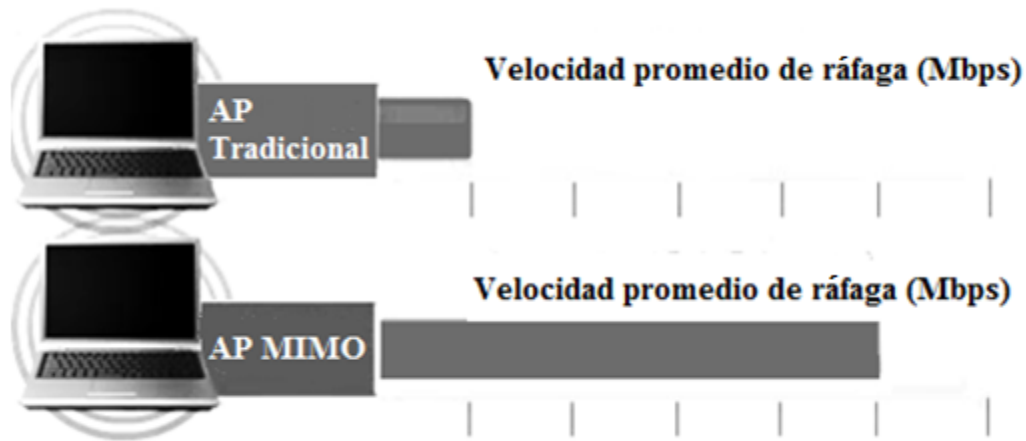 Velocidad promedio de ráfaga (Mbps)
AP
Tradicional
Velocidad promedio de ráfaga (Mbps)
AP MIMO